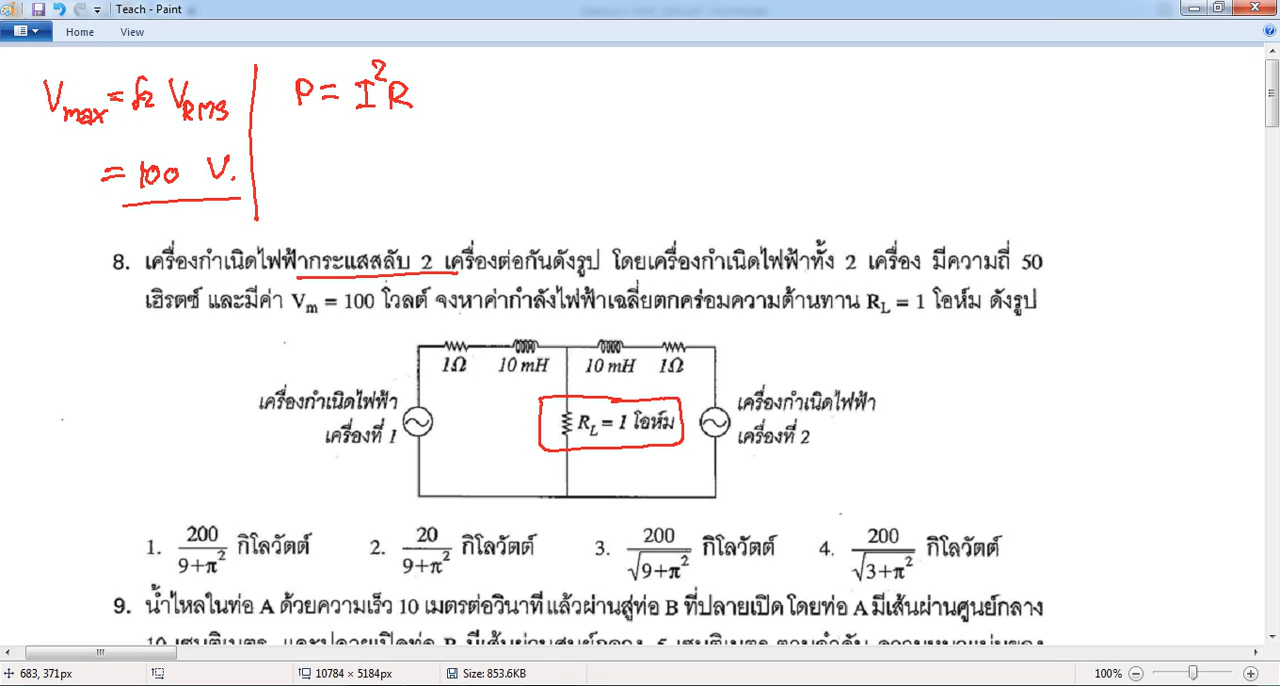 Teach - Paint
Home View
V_max = √2 V_RMS
= 100 V.
P = I²R
8. เครื่องกำเนิดไฟฟ้ากระแสสลับ 2 เครื่องต่อกันดังรูป โดยเครื่องกำเนิดไฟฟ้าทั้ง 2 เครื่อง มีความถี่ 50
เฮิรตซ์ และมีค่า Vₘ = 100 โวลต์ จงหาค่ากำลังไฟฟ้าเฉลี่ยตกคร่อมความต้านทาน R_L = 1 โอห์ม ดังรูป
1Ω 10 mH 10 mH 1Ω
เครื่องกำเนิดไฟฟ้า
เครื่องที่ 1
R_L = 1 โอห์ม
เครื่องกำเนิดไฟฟ้า
เครื่องที่ 2
1. 200/(9+π²) กิโลวัตต์ 2. 20/(9+π²) กิโลวัตต์ 3. 200/√(9+π²) กิโลวัตต์ 4. 200/√(3+π²) กิโลวัตต์
9. น้ำไหลในท่อ A ด้วยความเร็ว 10 เมตรต่อวินาที แล้วผ่านสู่ท่อ B ที่ปลายเปิด โดยท่อ A มีเส้นผ่านศูนย์กลาง
683, 371px 10784 × 5184px Size: 853.6KB 100%